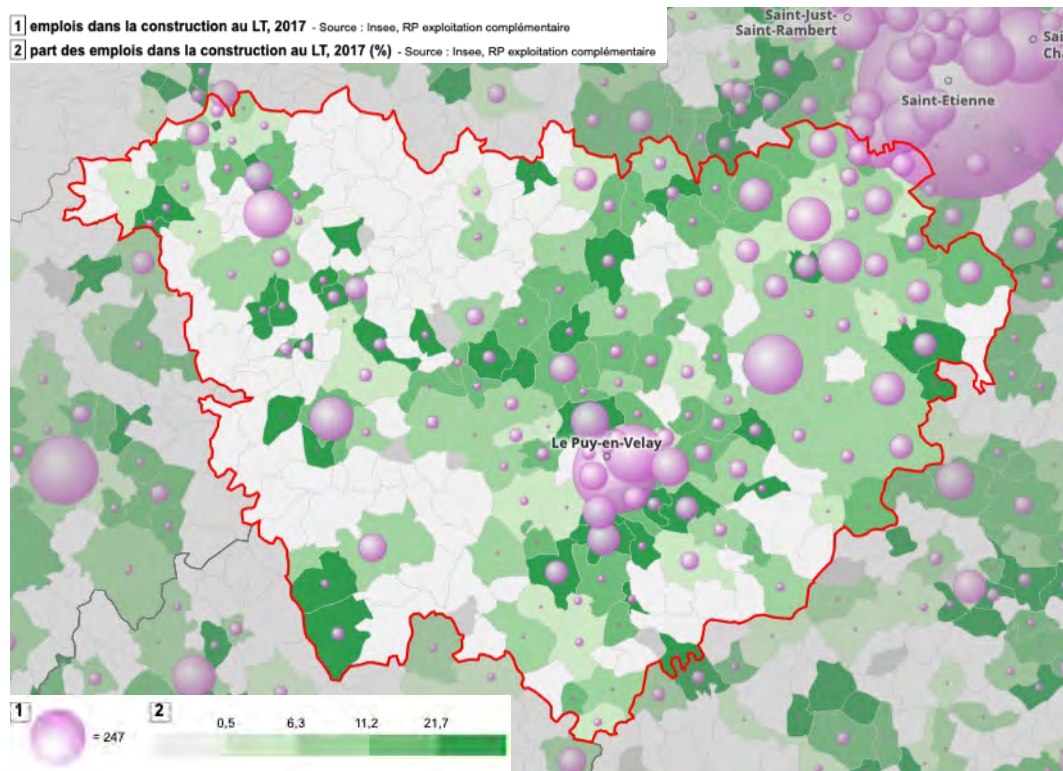 1 emplois dans la construction au LT, 2017 - Source : Insee, RP exploitation complémentaire
2 part des emplois dans la construction au LT, 2017 (%) - Source : Insee, RP exploitation complémentaire
Saint-Just-
Saint-Rambert
Sai
Cha
Saint-Etienne
Le Puy-en-Velay
1
= 247
2
0,5 6,3 11,2 21,7